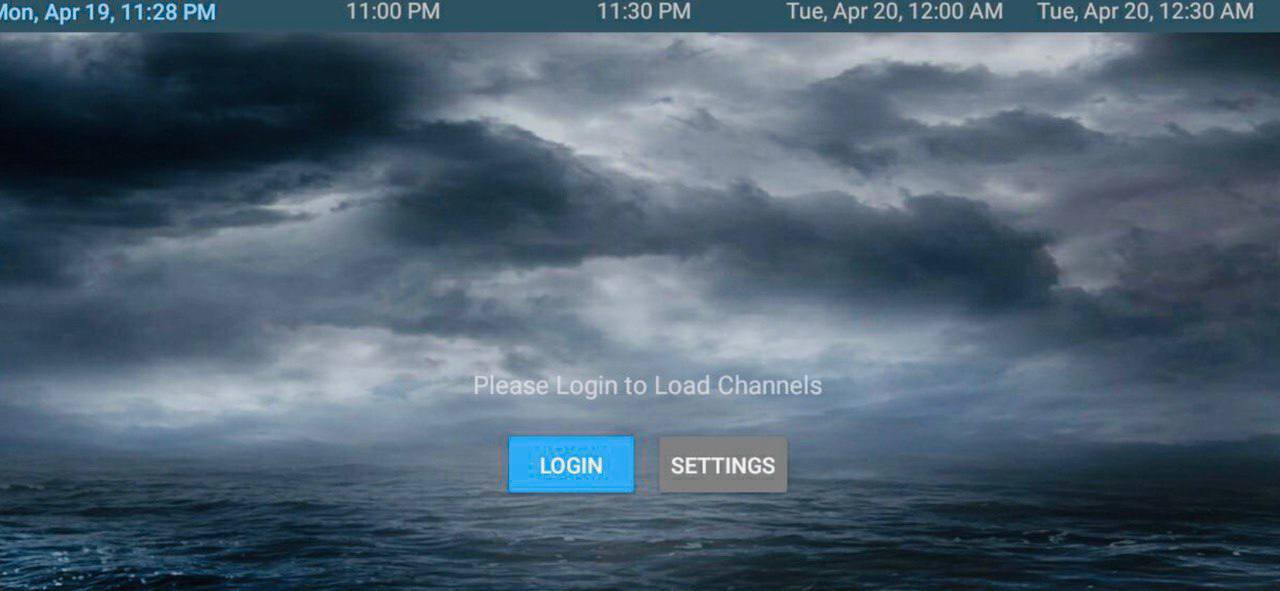 Mon, Apr 19, 11:28 PM 11:00 PM 11:30 PM Tue, Apr 20, 12:00 AM Tue, Apr 20, 12:30 AM
Please Login to Load Channels
LOGIN SETTINGS